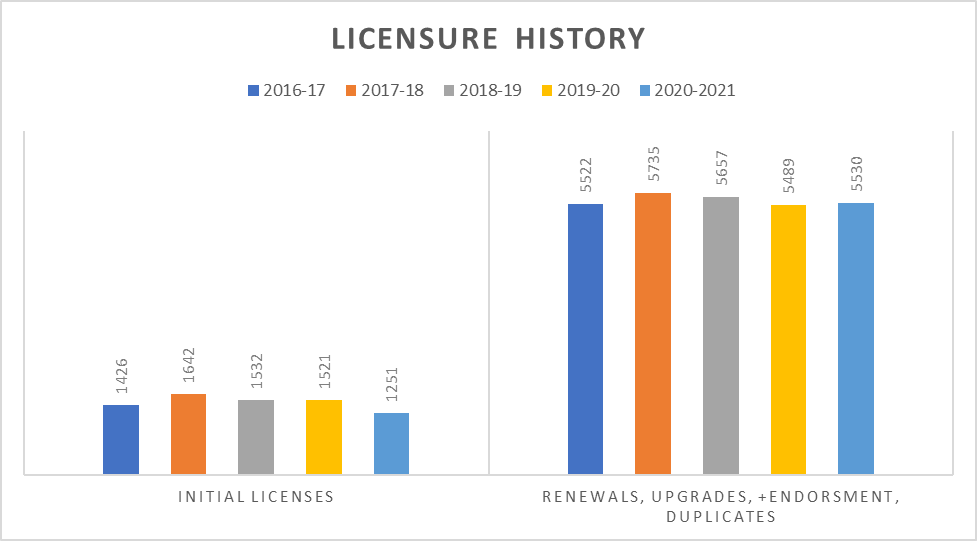 LICENSURE HISTORY
2016-17 2017-18 2018-19 2019-20 2020-2021
1426 1642 1532 1521 1251
5522 5735 5657 5489 5530
INITIAL LICENSES
RENEWALS, UPGRADES, +ENDORSMENT,
DUPLICATES